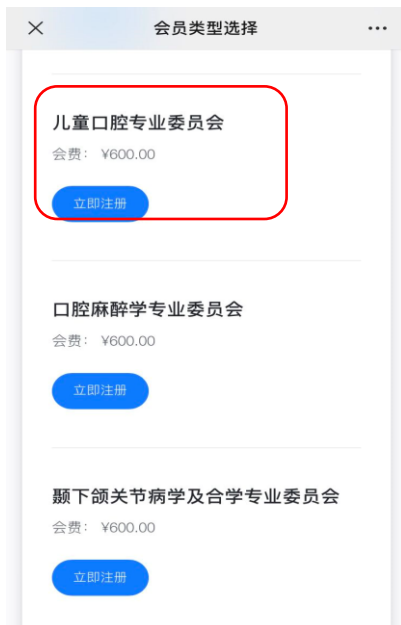 会员类型选择
儿童口腔专业委员会
会费： ¥600.00
立即注册
口腔麻醉学专业委员会
会费： ¥600.00
立即注册
颞下颌关节病学及合学专业委员会
会费： ¥600.00
立即注册